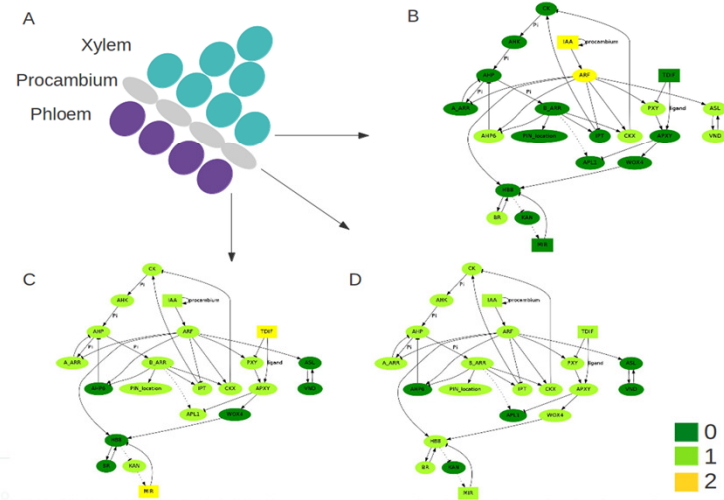 A
Xylem
Procambium
Phloem
B
CK
AHK
Pi
IAA
procambium
AHP
Pi
ARF
TDIF
A_ARR
B_ARR
PXY
ligand
ASL
AHP6
PIN_location
IPT
CKX
APXY
VND
APL1
WOX4
HBB
BR
KAN
MIR
C
CK
AHK
Pi
IAA
procambium
AHP
Pi
ARF
TDIF
A_ARR
B_ARR
PXY
ligand
ASL
AHP6
PIN_location
IPT
CKX
APXY
VND
APL1
WOX4
HBB
BR
KAN
MIR
D
CK
AHK
Pi
IAA
procambium
AHP
Pi
ARF
TDIF
A_ARR
B_ARR
PXY
ligand
ASL
AHP6
PIN_location
IPT
CKX
APXY
VND
APL1
WOX4
HBB
BR
KAN
MIR
0
1
2